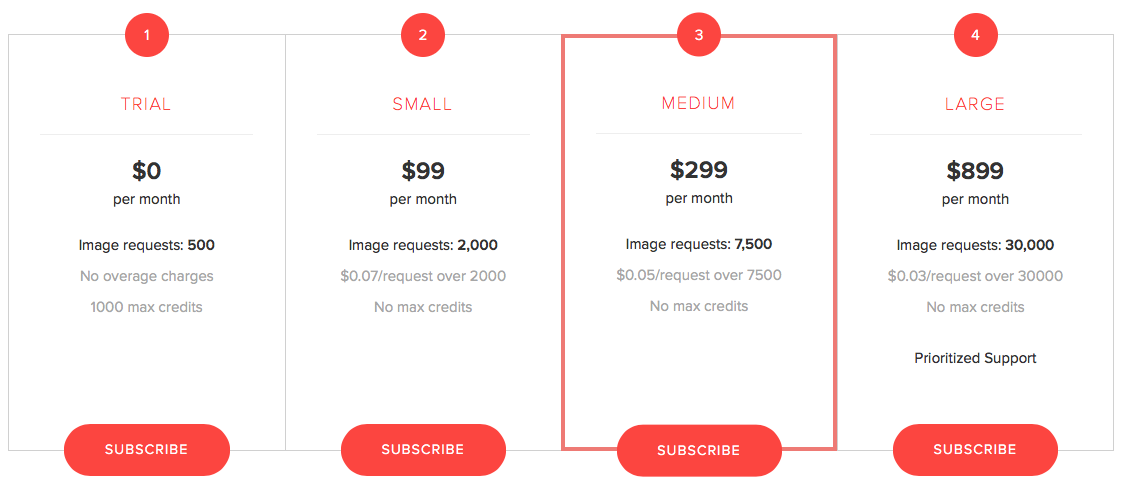 1
TRIAL
$0
per month
Image requests: 500
No overage charges
1000 max credits
SUBSCRIBE
2
SMALL
$99
per month
Image requests: 2,000
$0.07/request over 2000
No max credits
SUBSCRIBE
3
MEDIUM
$299
per month
Image requests: 7,500
$0.05/request over 7500
No max credits
SUBSCRIBE
4
LARGE
$899
per month
Image requests: 30,000
$0.03/request over 30000
No max credits
Prioritized Support
SUBSCRIBE